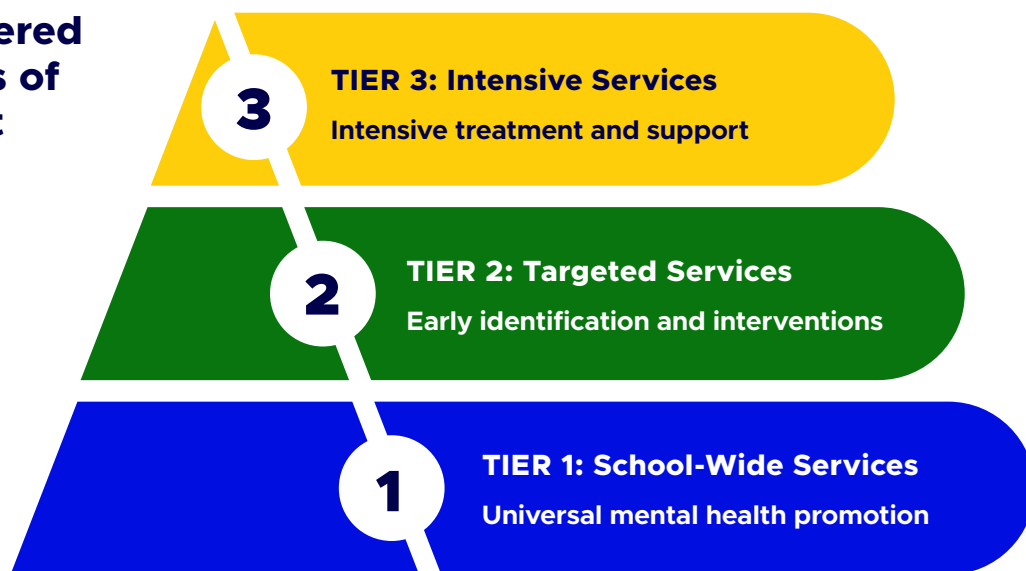 of
3
TIER 3: Intensive Services
Intensive treatment and support
2
TIER 2: Targeted Services
Early identification and interventions
1
TIER 1: School-Wide Services
Universal mental health promotion